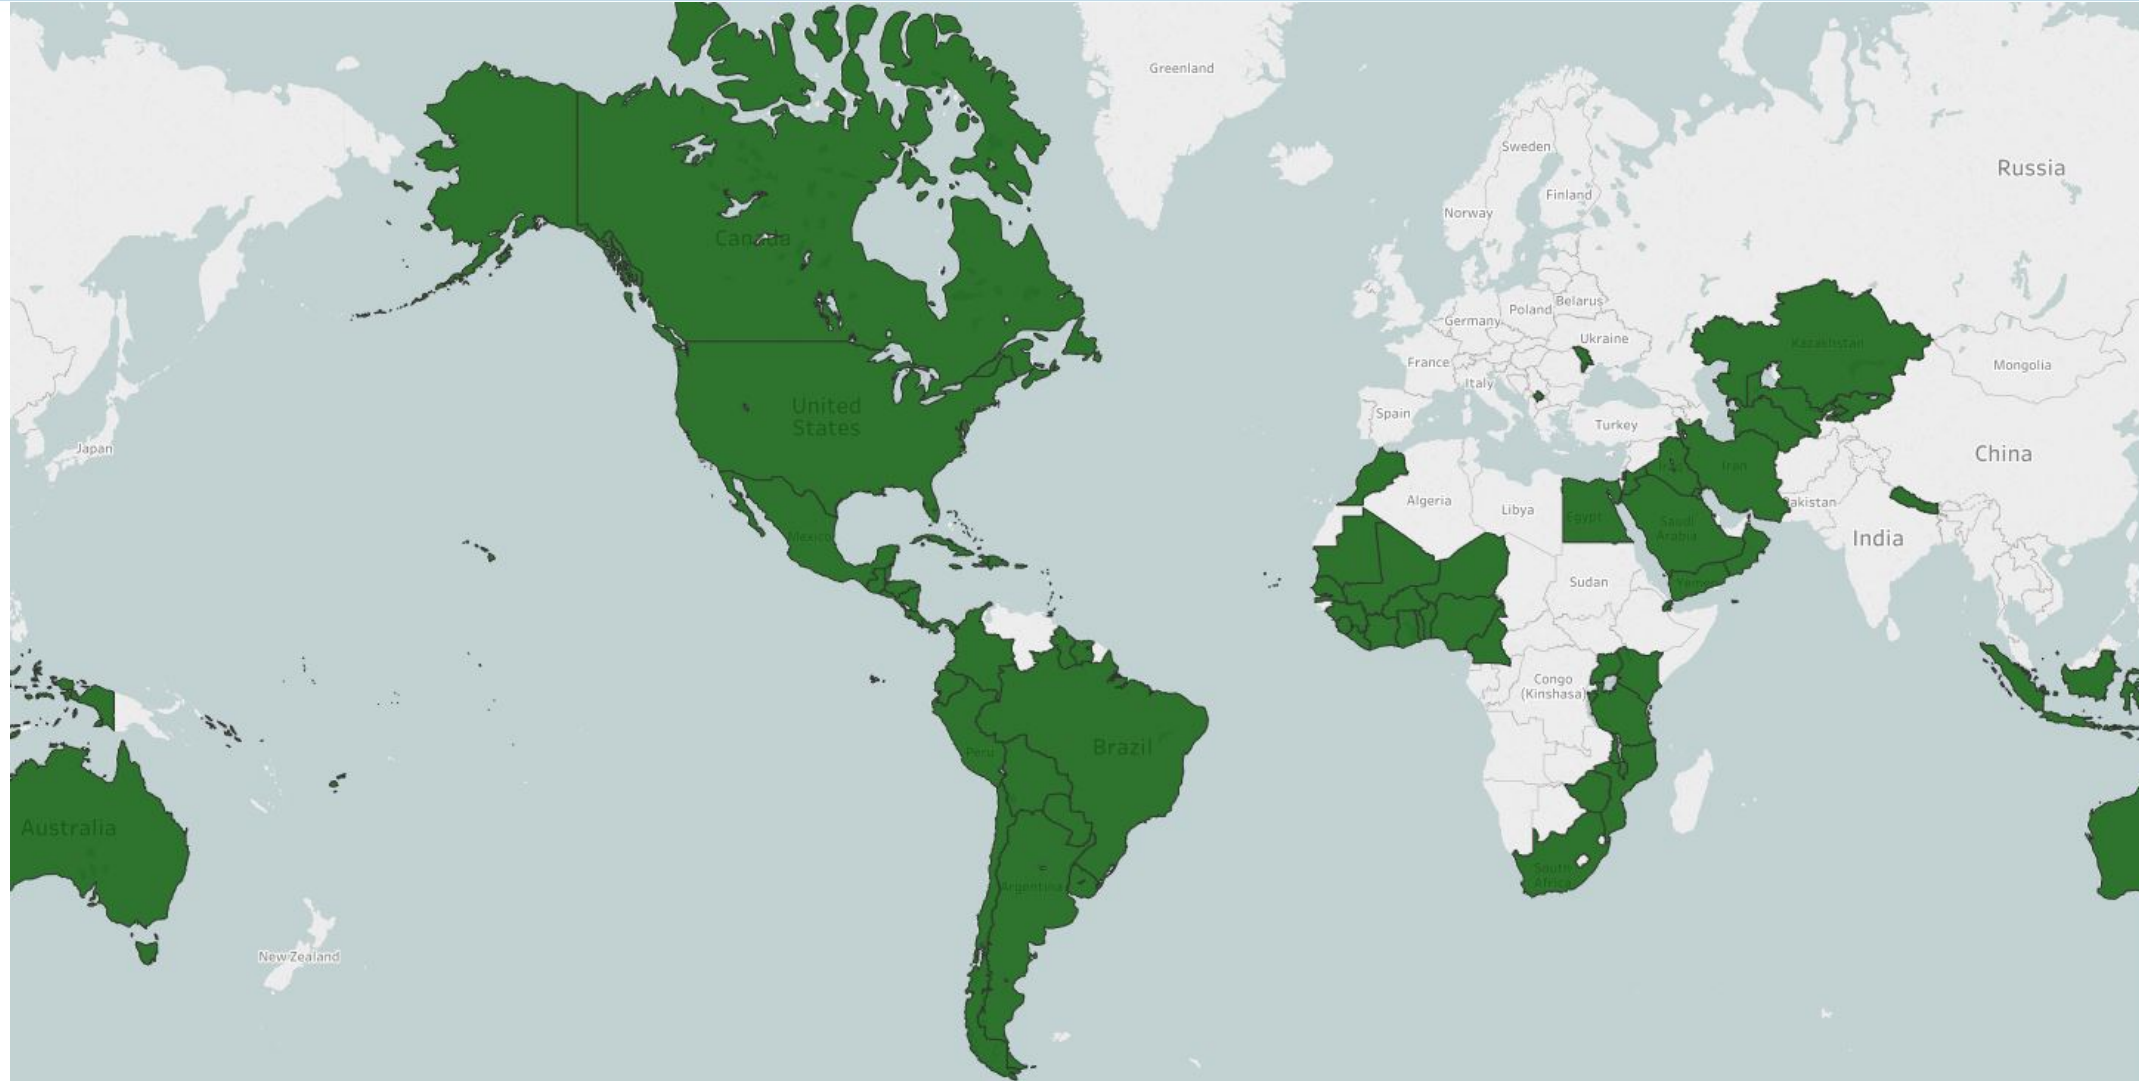 Greenland
Sweden
Russia
Finland
Norway
Canada
Belarus
Poland
Germany
Ukraine
Kazakhstan
France
Mongolia
Italy
United
States
Spain
Turkey
Japan
China
Iraq
Iran
Algeria
Pakistan
Libya
Egypt
Saudi
Arabia
Mexico
India
Sudan
Yemen
Congo
(Kinshasa)
Brazil
Peru
Australia
South
Africa
Argentina
New Zealand